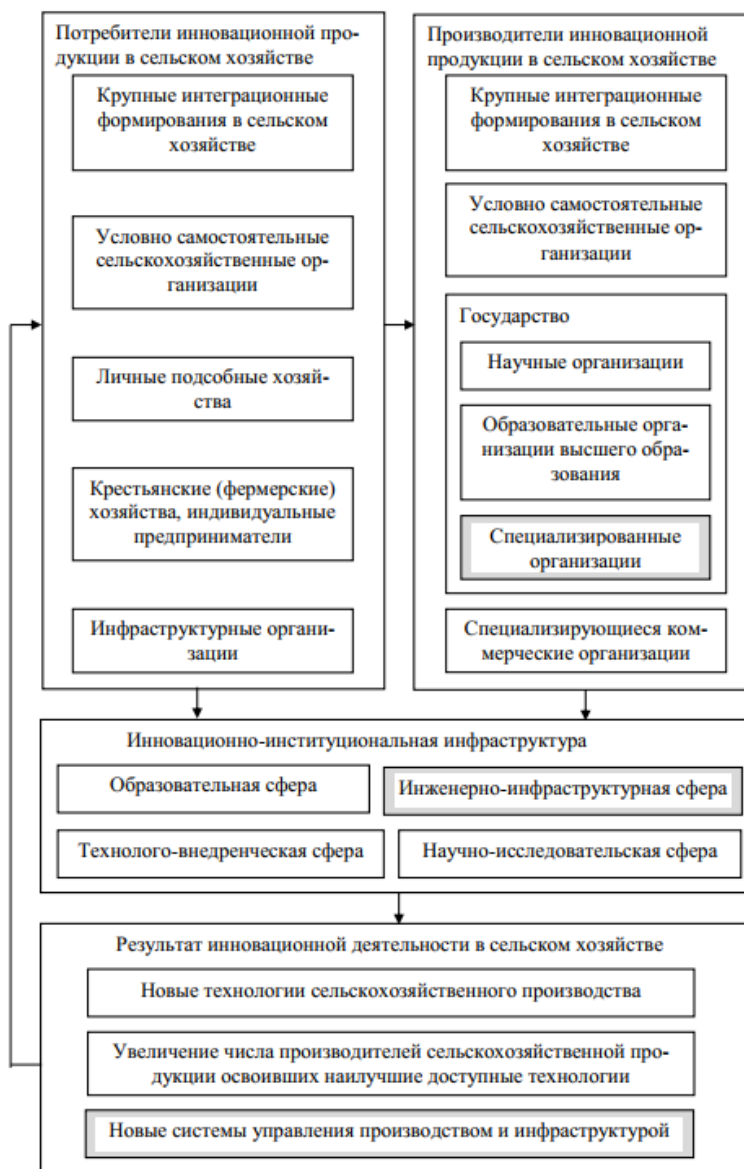 Потребители инновационной про-
дукции в сельском хозяйстве
Крупные интеграционные
формирования в сельском
хозяйстве
Условно самостоятельные
сельскохозяйственные ор-
ганизации
Личные подсобные хозяй-
ства
Крестьянские (фермерские)
хозяйства, индивидуальные
предприниматели
Инфраструктурные органи-
зации
Производители инновационной
продукции в сельском хозяйстве
Крупные интеграционные
формирования в сельском
хозяйстве
Условно самостоятельные
сельскохозяйственные ор-
ганизации
Государство
Научные организации
Образовательные орга-
низации высшего обра-
зования
Специализированные
организации
Специализирующиеся ком-
мерческие организации
Инновационно-институциональная инфраструктура
Образовательная сфера
Инженерно-инфраструктурная сфера
Технолого-внедренческая сфера
Научно-исследовательская сфера
Результат инновационной деятельности в сельском хозяйстве
Новые технологии сельскохозяйственного производства
Увеличение числа производителей сельскохозяйственной про-
дукции освоивших наилучшие доступные технологии
Новые системы управления производством и инфраструктурой